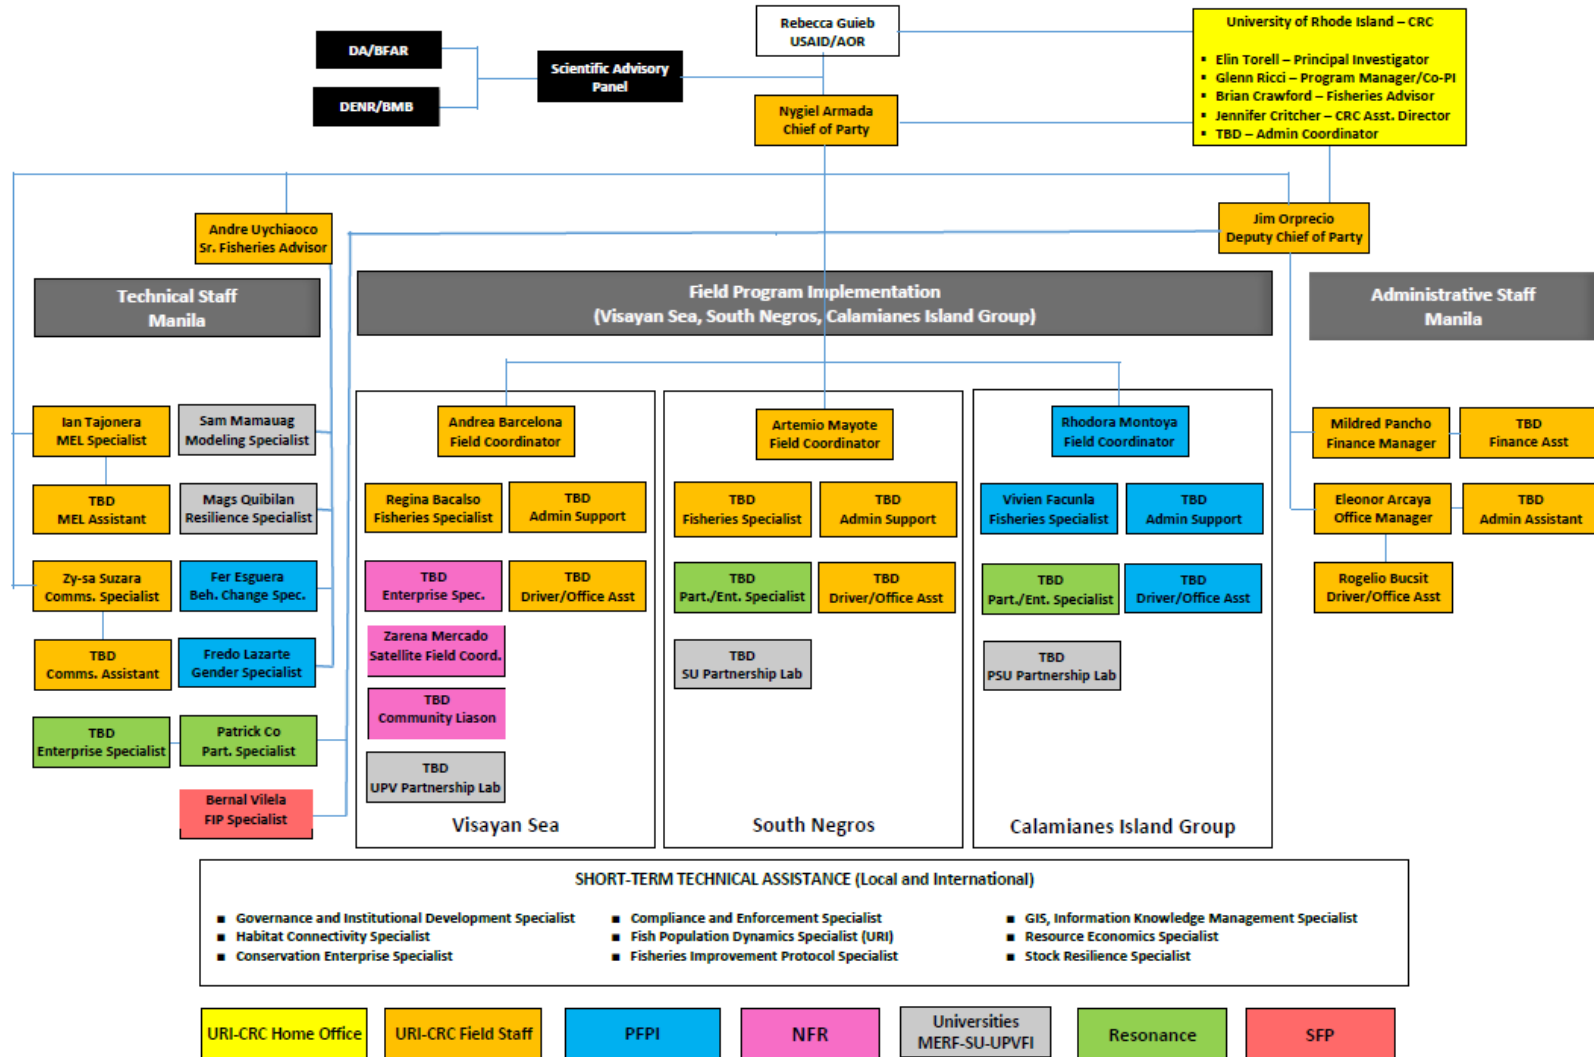 Rebecca Guieb
USAID/AOR
University of Rhode Island – CRC
▪ Elin Torell – Principal Investigator
▪ Glenn Ricci – Program Manager/Co-PI
▪ Brian Crawford – Fisheries Advisor
▪ Jennifer Critcher – CRC Asst. Director
▪ TBD – Admin Coordinator
DA/BFAR
DENR/BMB
Scientific Advisory
Panel
Nygiel Armada
Chief of Party
Andre Uychiaoco
Sr. Fisheries Advisor
Jim Orprecio
Deputy Chief of Party
Technical Staff
Manila
Field Program Implementation
(Visayan Sea, South Negros, Calamianes Island Group)
Administrative Staff
Manila
Ian Tajonera
MEL Specialist
Sam Mamauag
Modeling Specialist
TBD
MEL Assistant
Mags Quibilan
Resilience Specialist
Zy-sa Suzara
Comms. Specialist
Fer Esguera
Beh. Change Spec.
TBD
Comms. Assistant
Fredo Lazarte
Gender Specialist
TBD
Enterprise Specialist
Patrick Co
Part. Specialist
Bernal Vilela
FIP Specialist
Andrea Barcelona
Field Coordinator
Regina Bacalso
Fisheries Specialist
TBD
Admin Support
TBD
Enterprise Spec.
TBD
Driver/Office Asst
Zarena Mercado
Satellite Field Coord.
TBD
Community Liason
TBD
UPV Partnership Lab
Visayan Sea
Artemio Mayote
Field Coordinator
TBD
Fisheries Specialist
TBD
Admin Support
TBD
Part./Ent. Specialist
TBD
Driver/Office Asst
TBD
SU Partnership Lab
South Negros
Rhodora Montoya
Field Coordinator
Vivien Facunla
Fisheries Specialist
TBD
Admin Support
TBD
Part./Ent. Specialist
TBD
Driver/Office Asst
TBD
PSU Partnership Lab
Calamianes Island Group
Mildred Pancho
Finance Manager
TBD
Finance Asst
Eleonor Arcaya
Office Manager
TBD
Admin Assistant
Rogelio Bucsit
Driver/Office Asst
SHORT-TERM TECHNICAL ASSISTANCE (Local and International)
■ Governance and Institutional Development Specialist
■ Habitat Connectivity Specialist
■ Conservation Enterprise Specialist
■ Compliance and Enforcement Specialist
■ Fish Population Dynamics Specialist (URI)
■ Fisheries Improvement Protocol Specialist
■ GIS, Information Knowledge Management Specialist
■ Resource Economics Specialist
■ Stock Resilience Specialist
URI-CRC Home Office
URI-CRC Field Staff
PFPI
NFR
Universities
MERF-SU-UPVFI
Resonance
SFP